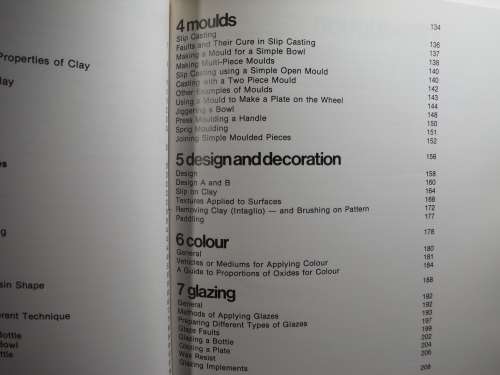 Properties of Clay
lay
es
ng
sin Shape
erent Technique
Bottle
Bowl
ttle
4 moulds
Slip Casting
Faults and Their Cure in Slip Casting
Making a Mould for a Simple Bowl
Making Multi-Piece Moulds
Slip Casting using a Simple Open Mould
Casting with a Two Piece Mould
Other Examples of Moulds
Using a Mould to Make a Plate on the Wheel
Jiggering a Bowl
Press Moulding a Handle
Sprig Moulding
Joining Simple Moulded Pieces
5 design and decoration
Design
Design A and B
Slip on Clay
Textures Applied to Surfaces
Removing Clay (Intaglio) — and Brushing on Pattern
Paddling
6 colour
General
Vehicles or Mediums for Applying Colour
A Guide to Proportions of Oxides for Colour
7 glazing
General
Methods of Applying Glazes
Preparing Different Types of Glazes
Glaze Faults
Glazing a Bottle
Glazing a Plate
Wax Resist
Glazing Implements
134
136
137
138
140
140
142
143
144
148
150
151
152
156
158
160
164
168
172
177
178
180
181
184
188
192
192
193
197
199
202
204
206
208